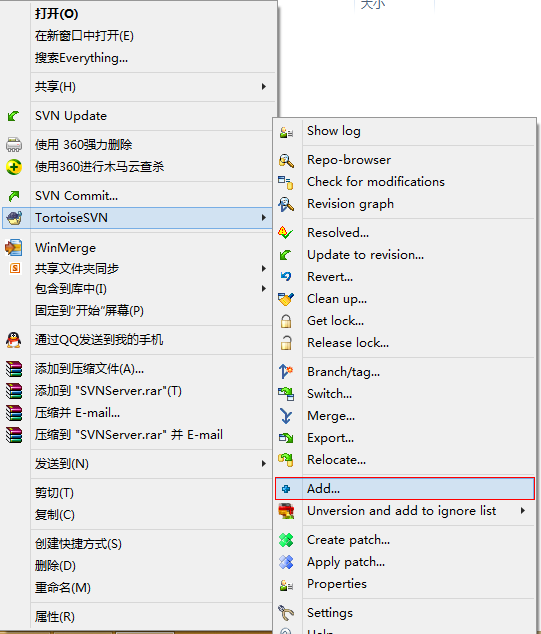 大小
打开(O)
在新窗口中打开(E)
搜索Everything...
共享(H)
SVN Update
使用 360强力删除
使用360进行木马云查杀
SVN Commit...
TortoiseSVN
WinMerge
共享文件夹同步
包含到库中(I)
固定到"开始"屏幕(P)
通过QQ发送到我的手机
添加到压缩文件(A)...
添加到 "SVNServer.rar"(T)
压缩并 E-mail...
压缩到 "SVNServer.rar" 并 E-mail
发送到(N)
剪切(T)
复制(C)
创建快捷方式(S)
删除(D)
重命名(M)
属性(R)
Show log
Repo-browser
Check for modifications
Revision graph
Resolved...
Update to revision...
Revert...
Clean up...
Get lock...
Release lock...
Branch/tag...
Switch...
Merge...
Export...
Relocate...
Add...
Unversion and add to ignore list
Create patch...
Apply patch...
Properties
Settings
Help